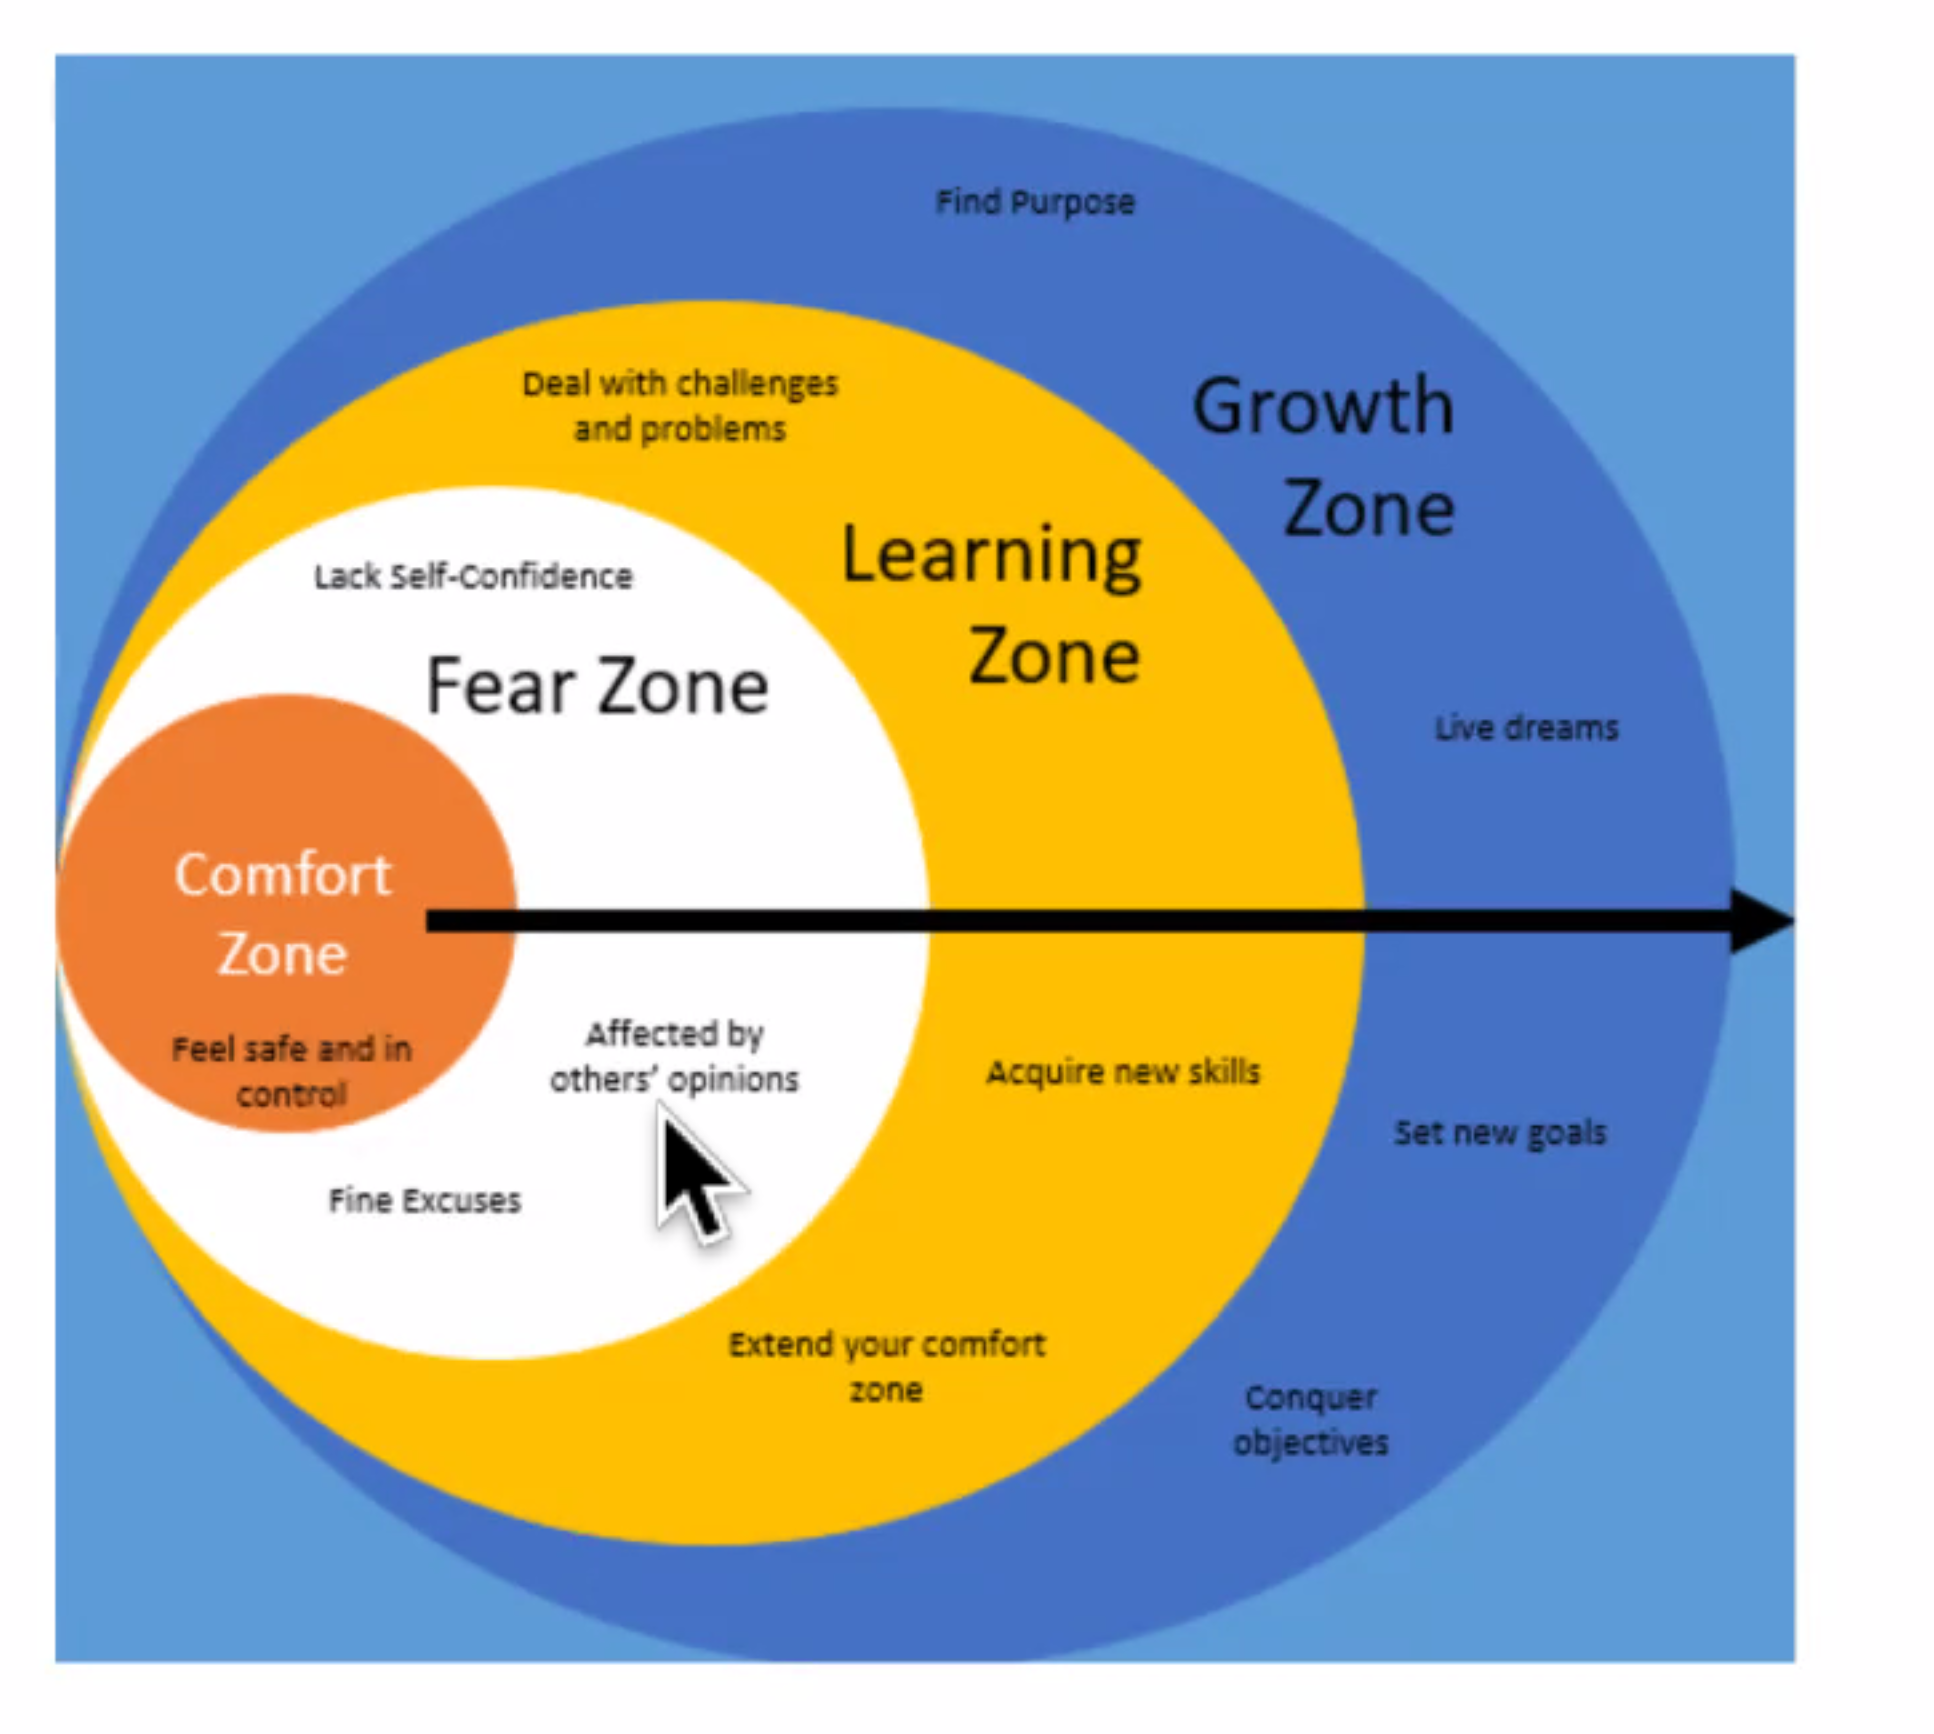 Find Purpose
Growth
Zone
Live dreams
Set new goals
Conquer
objectives
Deal with challenges
and problems
Learning
Zone
Acquire new skills
Extend your comfort
zone
Lack Self-Confidence
Fear Zone
Affected by
others’ opinions
Fine Excuses
Comfort
Zone
Feel safe and in
control